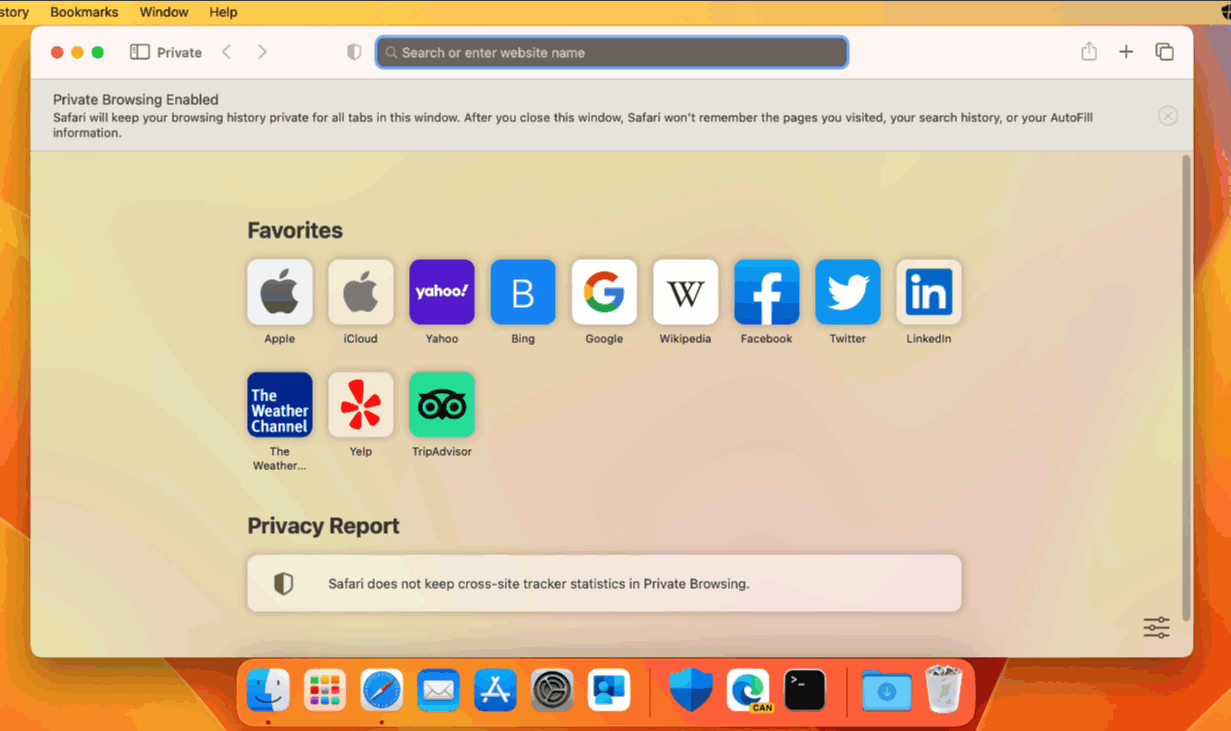 story Bookmarks Window Help
Private
Search or enter website name
Private Browsing Enabled
Safari will keep your browsing history private for all tabs in this window. After you close this window, Safari won’t remember the pages you visited, your search history, or your AutoFill
information.
Favorites
yahoo!
B
G
W
f
in
Apple
iCloud
Yahoo
Bing
Google
Wikipedia
Facebook
Twitter
LinkedIn
The
Weather
Channel
The
Weather...
Yelp
TripAdvisor
Privacy Report
Safari does not keep cross-site tracker statistics in Private Browsing.
CAN
>_